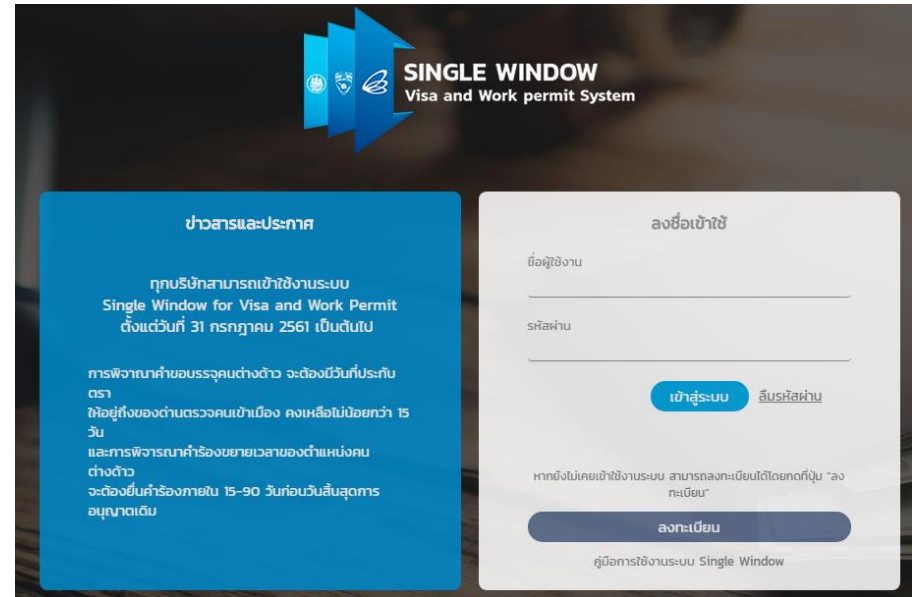 SINGLE WINDOW
Visa and Work permit System
ข่าวสารและประกาศ
ทุกบริษัทสามารถเข้าใช้งานระบบ
Single Window for Visa and Work Permit
ตั้งแต่วันที่ 31 กรกฎาคม 2561 เป็นต้นไป
การพิจาณาคำขอบรรจุคนต่างด้าว จะต้องมีวันที่ประทับ
ตรา
ให้อยู่ถึงของด่านตรวจคนเข้าเมือง คงเหลือไม่น้อยกว่า 15
วัน
และการพิจารณาคำร้องขยายเวลาของตำแหน่งคน
ต่างด้าว
จะต้องยื่นคำร้องภายใน 15-90 วันก่อนวันสิ้นสุดการ
อนุญาตเดิม
ลงชื่อเข้าใช้
ชื่อผู้ใช้งาน
รหัสผ่าน
เข้าสู่ระบบ ลืมรหัสผ่าน
หากยังไม่เคยเข้าใช้งานระบบ สามารถลงทะเบียนได้โดยกดที่ปุ่ม "ลง
ทะเบียน"
ลงทะเบียน
คู่มือการใช้งานระบบ Single Window